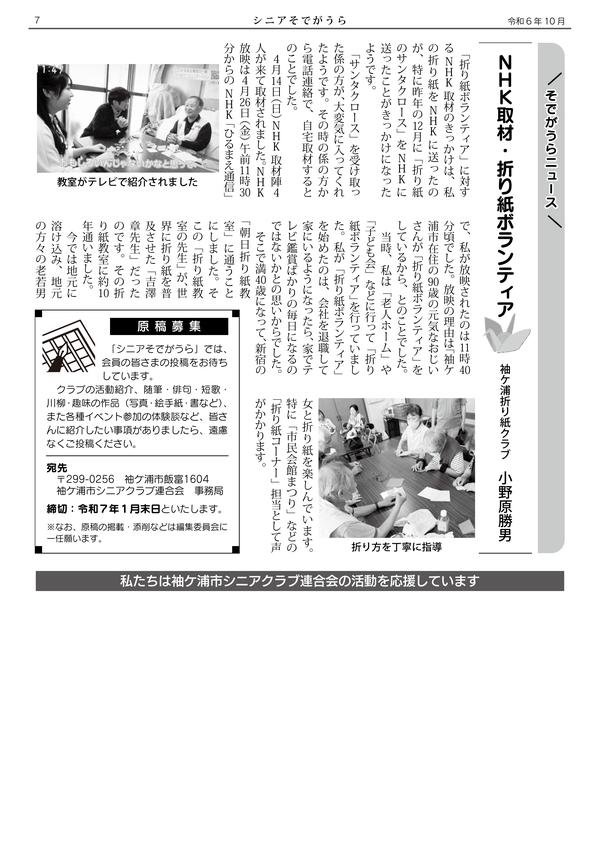 7
シニアそでがうら
令和6年10月
そでがうらニュース
NHK取材・折り紙ボランティア
袖ケ浦折り紙クラブ 小野原勝男
「折り紙ボランティア」に対す
るNHK取材のきっかけは、私
の折り紙をNHKに送ったの
が、特に昨年の12月に「折り紙
のサンタクロース」をNHKに
送ったことがきっかけになった
ようです。
「サンタクロース」を受け取っ
た係の方が、大変気に入ってくれ
たようです。その時の係の方か
ら電話連絡で、自宅取材すると
のことでした。
4月14日(日)NHK取材陣4
人が来て取材されました。NHK
放映は4月26日(金)午前11時30
分からのNHK「ひるまえ通信」
で、私が放映されたのは11時40
分頃でした。放映の理由は「袖ケ
浦市在住の90歳の元気なおじい
さんが「折り紙ボランティア」を
しているから、とのことでした。
当時、私は「老人ホーム」や
「子ども会」などに行って「折り
紙ボランティア」を行っていまし
た。私が「折り紙ボランティア」
を始めたのは、会社を退職して
家にいるようになったら、家でテ
レビ鑑賞ばかりの毎日になるの
ではないかとの思いからでした。
そこで満40歳になって、新宿の
「朝日折り紙教
室」に通うこと
にしました。そ
この「折り紙教
室の先生」が、世
界に折り紙を普
及させた「吉澤
章先生」だった
のです。その折
り紙教室に約10
年通いました。
今では地元に
溶け込み、地元
の方々の老若男
女と折り紙を楽しんでいます。
特に「市民会館まつり」などの
「折り紙コーナー」担当として声
がかかります。
教室がテレビで紹介されました
折り方を丁寧に指導
原稿募集
「シニアそでがうら」では、
会員の皆さまの投稿をお待ち
しています。
クラブの活動紹介、随筆・俳句・短歌・
川柳・趣味の作品(写真・絵手紙・書など)、
また各種イベント参加の体験談など、皆さ
んに紹介したい事項がありましたら、遠慮
なくご投稿ください。
宛先
〒299-0256 袖ケ浦市飯富1604
袖ケ浦市シニアクラブ連合会 事務局
締切:令和7年1月末日といたします。
※なお、原稿の掲載・添削などは編集委員会に
一任願います。
私たちは袖ケ浦市シニアクラブ連合会の活動を応援しています